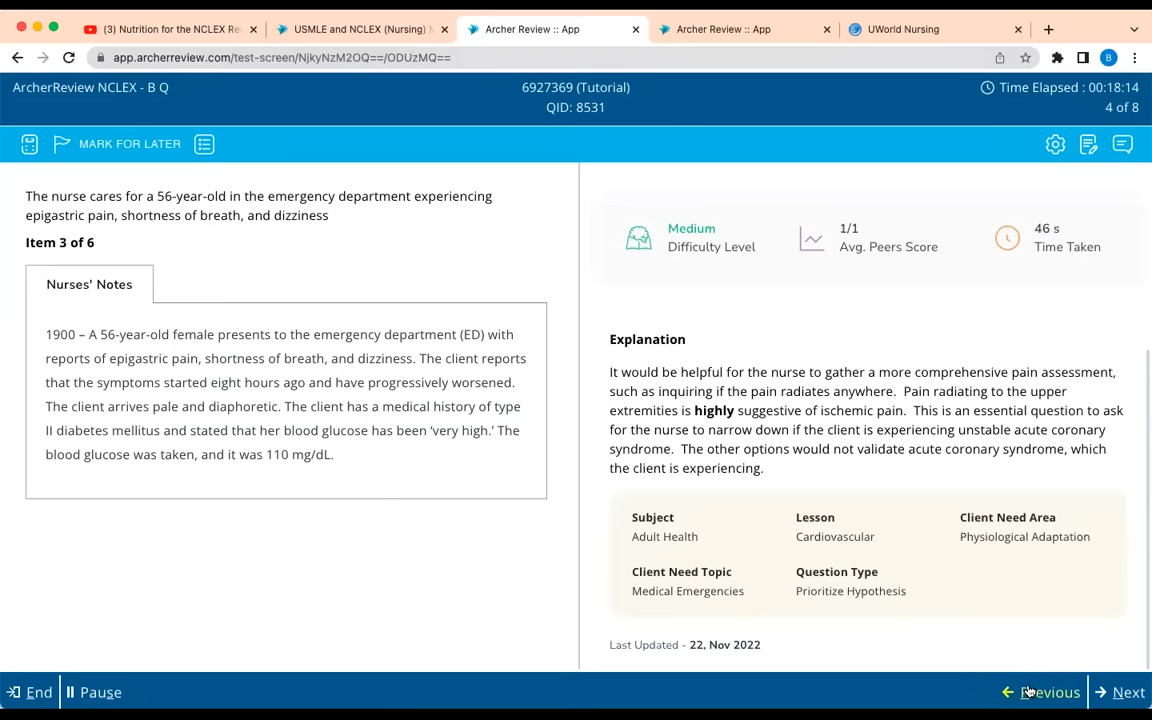 (3) Nutrition for the NCLEX Re
USMLE and NCLEX (Nursing)
Archer Review :: App
Archer Review :: App
UWorld Nursing
app.archerreview.com/test-screen/NjkyNzM2OQ==/ODUzMQ==
B
ArcherReview NCLEX - B Q
6927369 (Tutorial)
QID: 8531
Time Elapsed : 00:18:14
4 of 8
MARK FOR LATER
The nurse cares for a 56-year-old in the emergency department experiencing
epigastric pain, shortness of breath, and dizziness
Item 3 of 6
Nurses' Notes
1900 – A 56-year-old female presents to the emergency department (ED) with
reports of epigastric pain, shortness of breath, and dizziness. The client reports
that the symptoms started eight hours ago and have progressively worsened.
The client arrives pale and diaphoretic. The client has a medical history of type
II diabetes mellitus and stated that her blood glucose has been 'very high.' The
blood glucose was taken, and it was 110 mg/dL.
Medium
Difficulty Level
1/1
Avg. Peers Score
46 s
Time Taken
Explanation
It would be helpful for the nurse to gather a more comprehensive pain assessment,
such as inquiring if the pain radiates anywhere. Pain radiating to the upper
extremities is highly suggestive of ischemic pain. This is an essential question to ask
for the nurse to narrow down if the client is experiencing unstable acute coronary
syndrome. The other options would not validate acute coronary syndrome, which
the client is experiencing.
Subject
Adult Health
Lesson
Cardiovascular
Client Need Area
Physiological Adaptation
Client Need Topic
Medical Emergencies
Question Type
Prioritize Hypothesis
Last Updated - 22, Nov 2022
End
Pause
Previous
Next